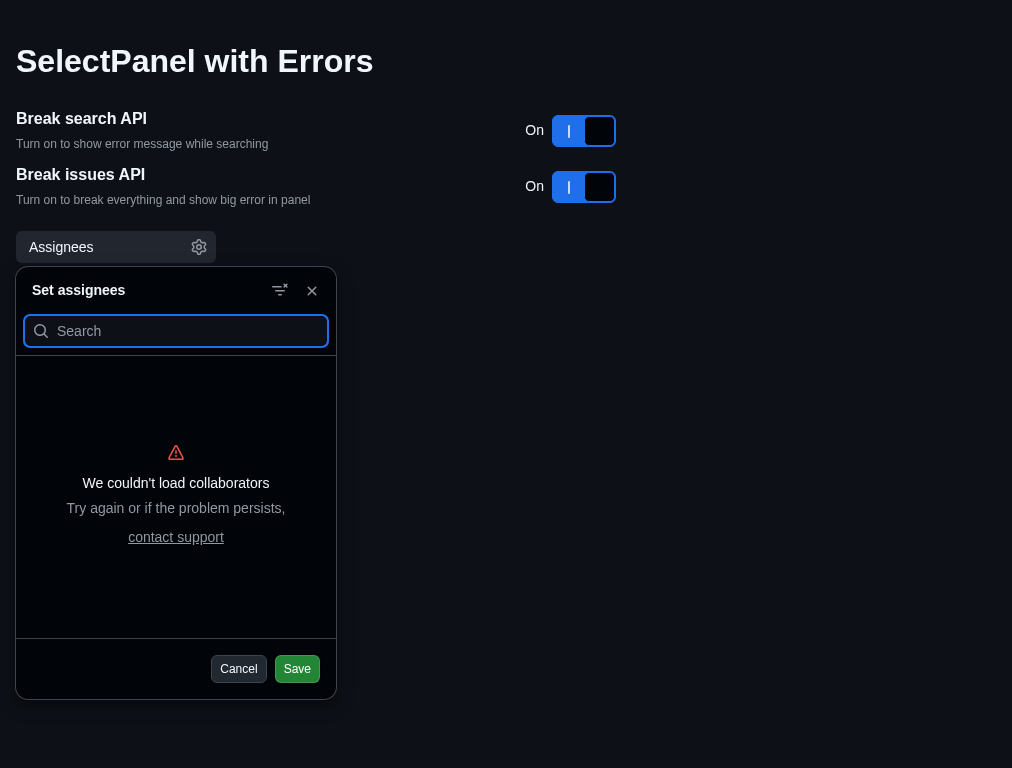 SelectPanel with Errors
Break search API
On
Turn on to show error message while searching
Break issues API
On
Turn on to break everything and show big error in panel
Assignees
Set assignees
Search
We couldn't load collaborators
Try again or if the problem persists,
contact support
Cancel Save